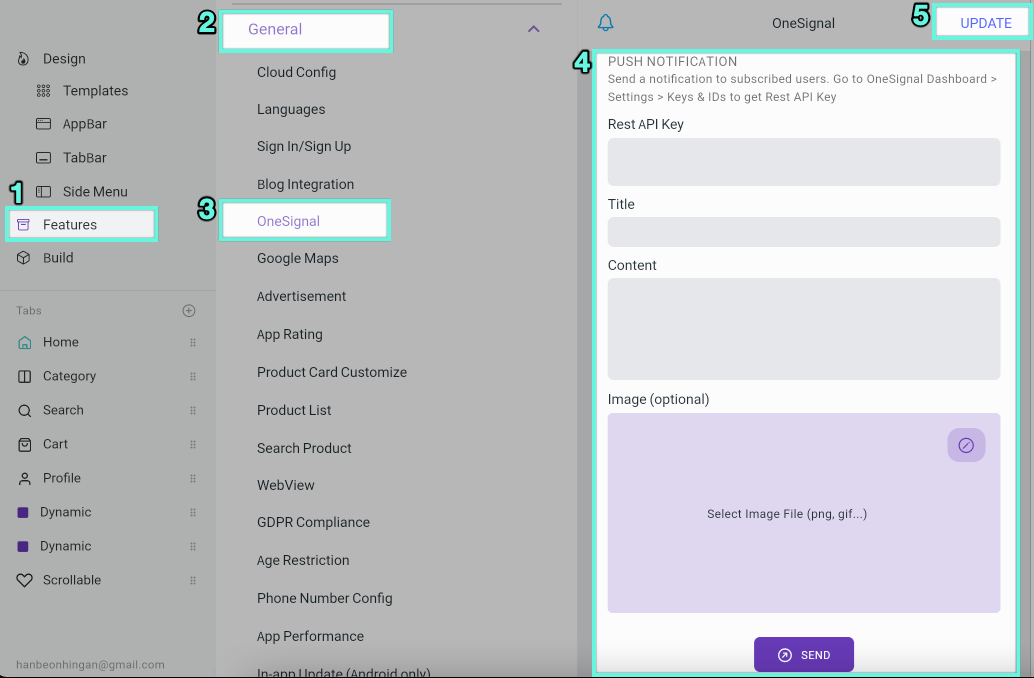 Design
Templates
AppBar
TabBar
1
Side Menu
Features
Build
Tabs
Home
Category
Search
Cart
Profile
Dynamic
Dynamic
Scrollable
hanbeonhingan@gmail.com
2
General
Cloud Config
Languages
Sign In/Sign Up
Blog Integration
3
OneSignal
Google Maps
Advertisement
App Rating
Product Card Customize
Product List
Search Product
WebView
GDPR Compliance
Age Restriction
Phone Number Config
App Performance
In-app Update (Android only)
OneSignal
5
UPDATE
4
PUSH NOTIFICATION
Send a notification to subscribed users. Go to OneSignal Dashboard >
Settings > Keys & IDs to get Rest API Key
Rest API Key
Title
Content
Image (optional)
Select Image File (png, gif...)
SEND